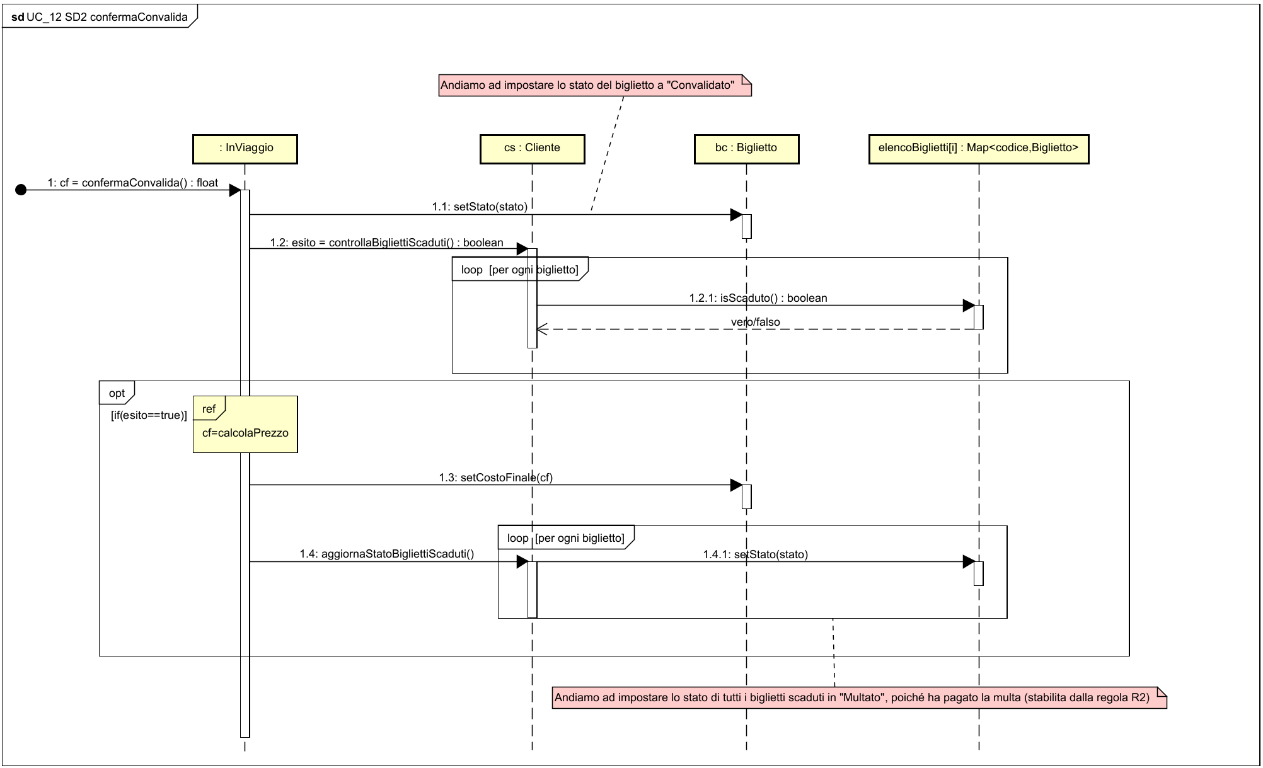 sd UC_12 SD2 confermaConvalida
Andiamo ad impostare lo stato del biglietto a "Convalidato"
: InViaggio
cs : Cliente
bc : Biglietto
elencoBiglietti[i] : Map<codice,Biglietto>
1: cf = confermaConvalida() : float
1.1: setStato(stato)
1.2: esito = controllaBigliettiScaduti() : boolean
loop [per ogni biglietto]
1.2.1: isScaduto() : boolean
vero/falso
opt
[if(esito==true)]
ref
cf=calcolaPrezzo
1.3: setCostoFinale(cf)
loop [per ogni biglietto]
1.4: aggiornaStatoBigliettiScaduti()
1.4.1: setStato(stato)
Andiamo ad impostare lo stato di tutti i biglietti scaduti in "Multato", poiché ha pagato la multa (stabilita dalla regola R2)